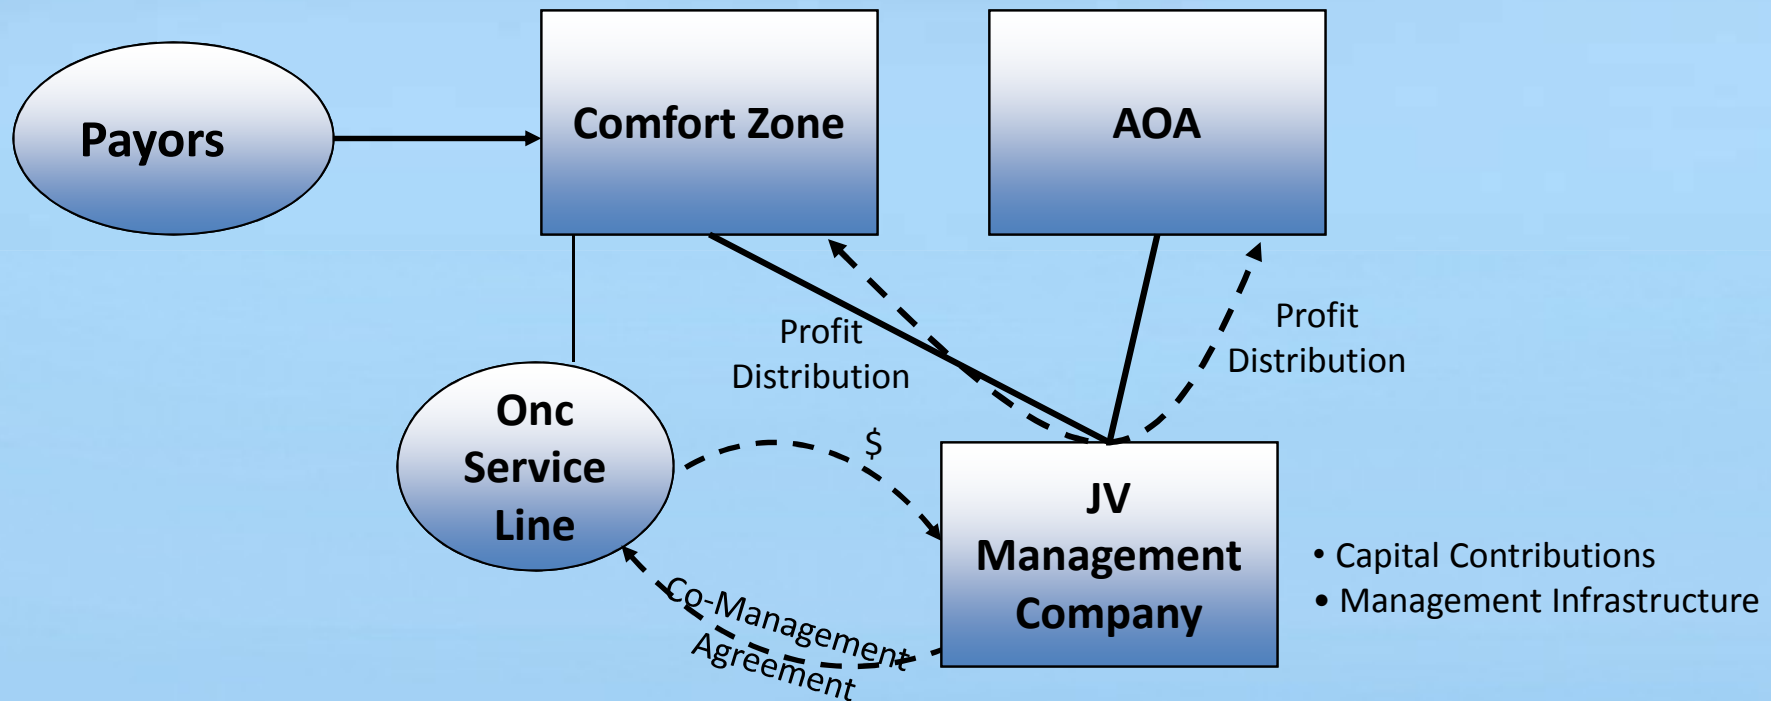 Payors
Comfort Zone
AOA
Profit
Distribution
Profit
Distribution
Onc
Service
Line
$
JV
Management
Company
• Capital Contributions
• Management Infrastructure
Co-Management
Agreement